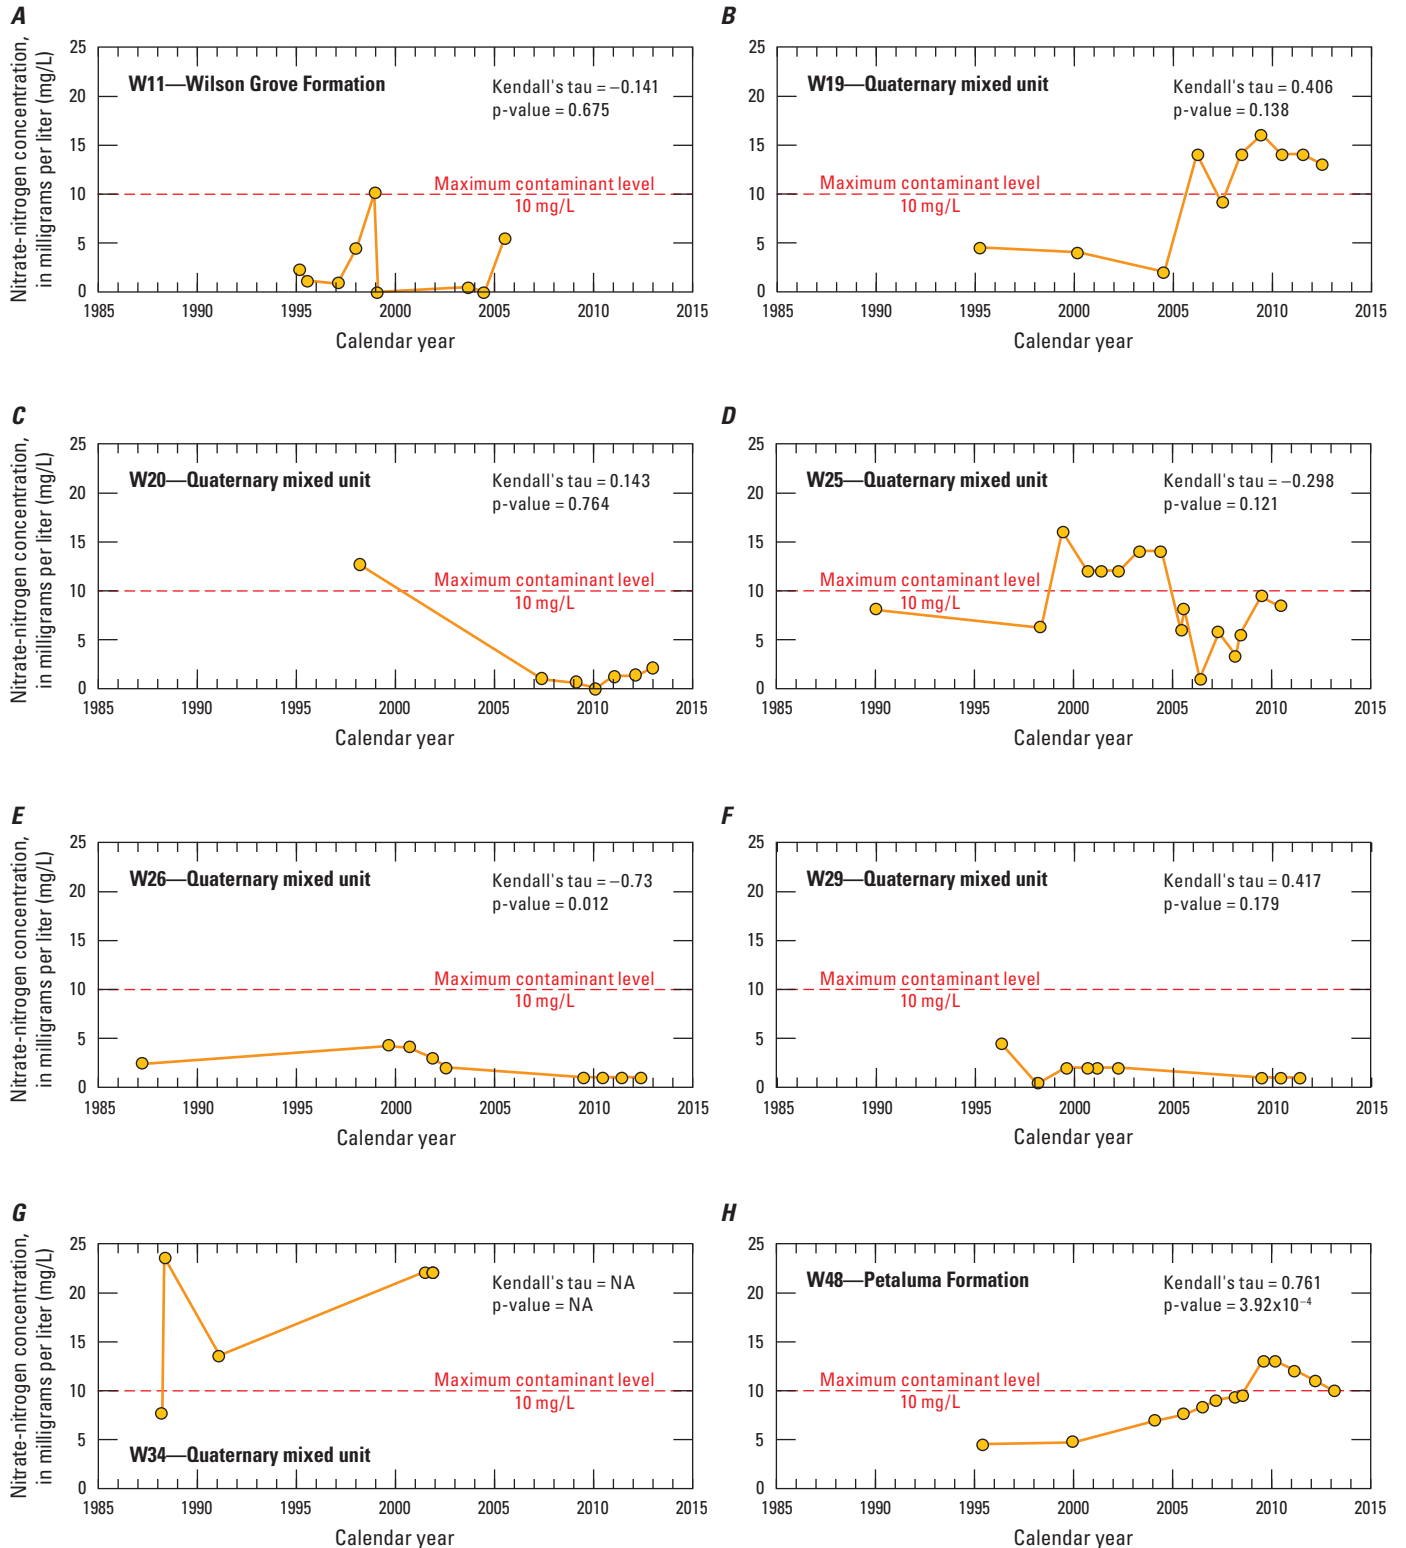 A
Nitrate-nitrogen concentration,
in milligrams per liter (mg/L)
25
20
15
10
5
0
W11—Wilson Grove Formation
Kendall's tau = −0.141
p-value = 0.675
Maximum contaminant level
10 mg/L
1985 1990 1995 2000 2005 2010 2015
Calendar year
B
25
20
15
10
5
0
W19—Quaternary mixed unit
Kendall's tau = 0.406
p-value = 0.138
Maximum contaminant level
10 mg/L
1985 1990 1995 2000 2005 2010 2015
Calendar year
C
Nitrate-nitrogen concentration,
in milligrams per liter (mg/L)
25
20
15
10
5
0
W20—Quaternary mixed unit
Kendall's tau = 0.143
p-value = 0.764
Maximum contaminant level
10 mg/L
1985 1990 1995 2000 2005 2010 2015
Calendar year
D
25
20
15
10
5
0
W25—Quaternary mixed unit
Kendall's tau = −0.298
p-value = 0.121
Maximum contaminant level
10 mg/L
1985 1990 1995 2000 2005 2010 2015
Calendar year
E
Nitrate-nitrogen concentration,
in milligrams per liter (mg/L)
25
20
15
10
5
0
W26—Quaternary mixed unit
Kendall's tau = −0.73
p-value = 0.012
Maximum contaminant level
10 mg/L
1985 1990 1995 2000 2005 2010 2015
Calendar year
F
25
20
15
10
5
0
W29—Quaternary mixed unit
Kendall's tau = 0.417
p-value = 0.179
Maximum contaminant level
10 mg/L
1985 1990 1995 2000 2005 2010 2015
Calendar year
G
Nitrate-nitrogen concentration,
in milligrams per liter (mg/L)
25
20
15
10
5
0
Kendall's tau = NA
p-value = NA
Maximum contaminant level
10 mg/L
W34—Quaternary mixed unit
1985 1990 1995 2000 2005 2010 2015
Calendar year
H
25
20
15
10
5
0
W48—Petaluma Formation
Kendall's tau = 0.761
p-value = 3.92x10⁻⁴
Maximum contaminant level
10 mg/L
1985 1990 1995 2000 2005 2010 2015
Calendar year